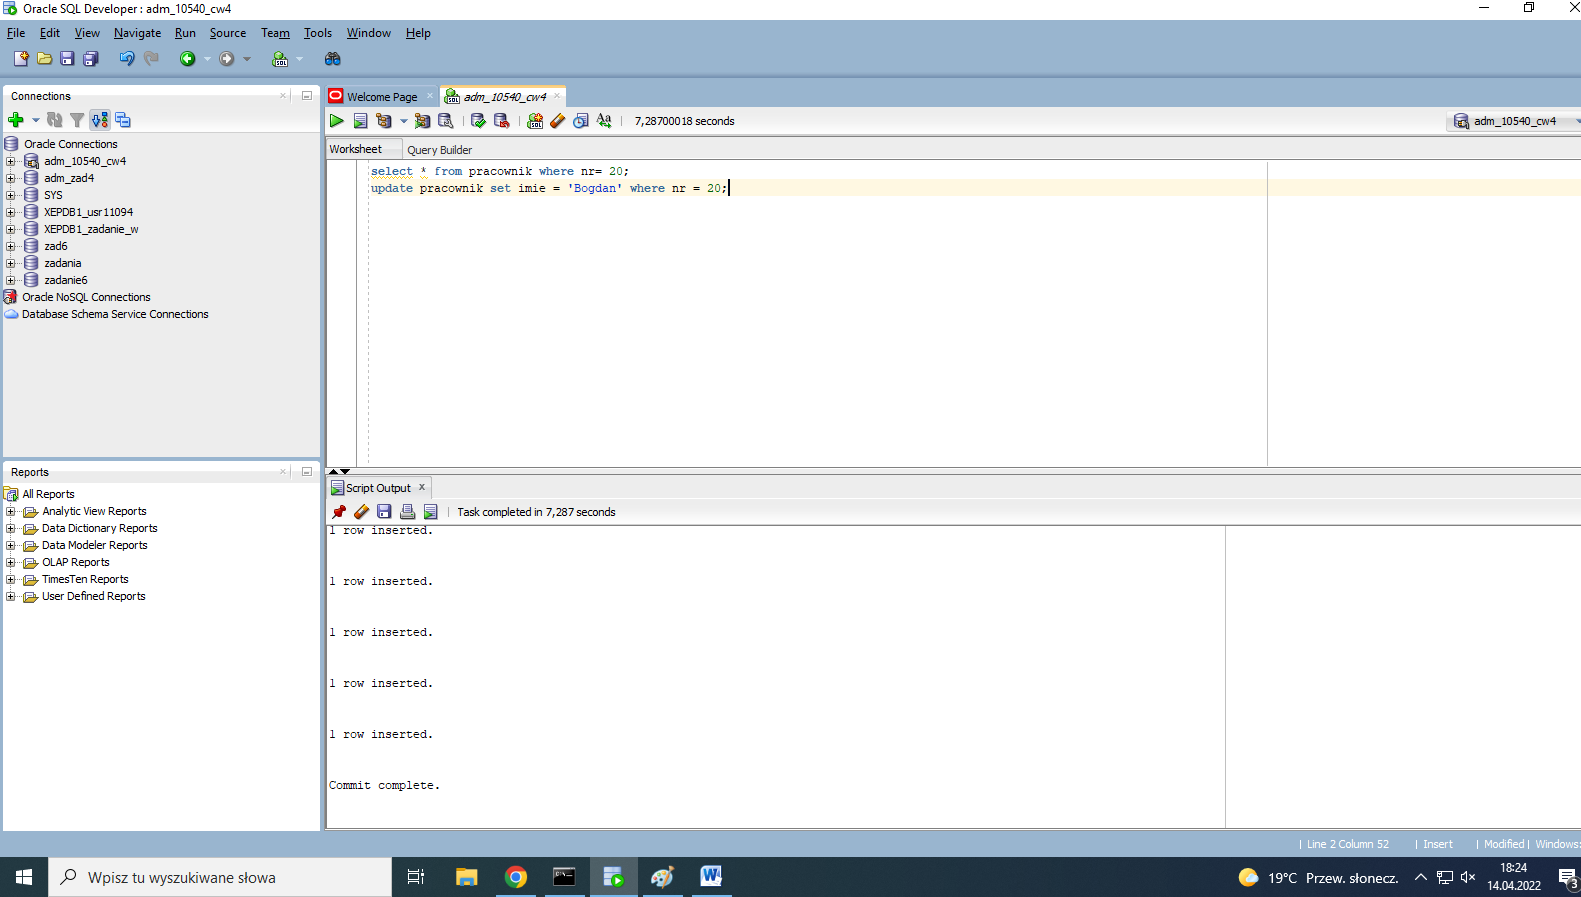 Oracle SQL Developer : adm_10540_cw4
File Edit View Navigate Run Source Team Tools Window Help
Connections
Oracle Connections
adm_10540_cw4
adm_zad4
SYS
XEPDB1_usr11094
XEPDB1_zadanie_w
zad6
zadania
zadanie6
Oracle NoSQL Connections
Database Schema Service Connections
Reports
All Reports
Analytic View Reports
Data Dictionary Reports
Data Modeler Reports
OLAP Reports
TimesTen Reports
User Defined Reports
Welcome Page adm_10540_cw4
7,28700018 seconds
adm_10540_cw4
Worksheet Query Builder
select * from pracownik where nr= 20;
update pracownik set imie = 'Bogdan' where nr = 20;
Script Output
Task completed in 7,287 seconds
1 row inserted.
1 row inserted.
1 row inserted.
1 row inserted.
1 row inserted.
Commit complete.
Line 2 Column 52 | Insert | Modified | Windows:
Wpisz tu wyszukiwane słowa
19°C Przew. słonecz.
18:24
14.04.2022
3